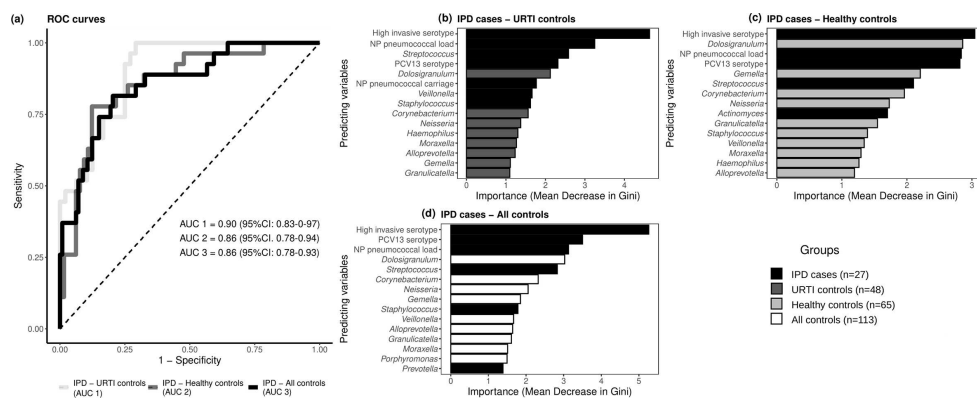 (a)
ROC curves
1.00
0.75
0.50
0.25
0.00
Sensitivity
AUC 1 = 0.90 (95%CI: 0.83-0.97)
AUC 2 = 0.86 (95%CI. 0.78-0.94)
AUC 3 = 0.86 (95%CI: 0.78-0.93)
0.00 0.25 0.50 0.75 1.00
1 − Specificity
IPD − URTI controls (AUC 1)
IPD − Healthy controls (AUC 2)
IPD − All controls (AUC 3)
(b) IPD cases − URTI controls
Predicting variables
High invasive serotype
NP pneumococcal load
Streptococcus
PCV13 serotype
Dolosigranulum
NP pneumococcal carriage
Veillonella
Staphylococcus
Corynebacterium
Neisseria
Haemophilus
Moraxella
Alloprevotella
Gemella
Granulicatella
0 1 2 3 4
Importance (Mean Decrease in Gini)
(c) IPD cases − Healthy controls
Predicting variables
High invasive serotype
Dolosigranulum
NP pneumococcal load
PCV13 serotype
Gemella
Streptococcus
Corynebacterium
Neisseria
Actinomyces
Granulicatella
Staphylococcus
Veillonella
Moraxella
Haemophilus
Alloprevotella
0 1 2 3
Importance (Mean Decrease in Gini)
(d) IPD cases − All controls
Predicting variables
High invasive serotype
PCV13 serotype
NP pneumococcal load
Dolosigranulum
Streptococcus
Corynebacterium
Neisseria
Gemella
Staphylococcus
Veillonella
Alloprevotella
Granulicatella
Moraxella
Porphyromonas
Prevotella
0 1 2 3 4 5
Importance (Mean Decrease in Gini)
Groups
IPD cases (n=27)
URTI controls (n=48)
Healthy controls (n=65)
All controls (n=113)